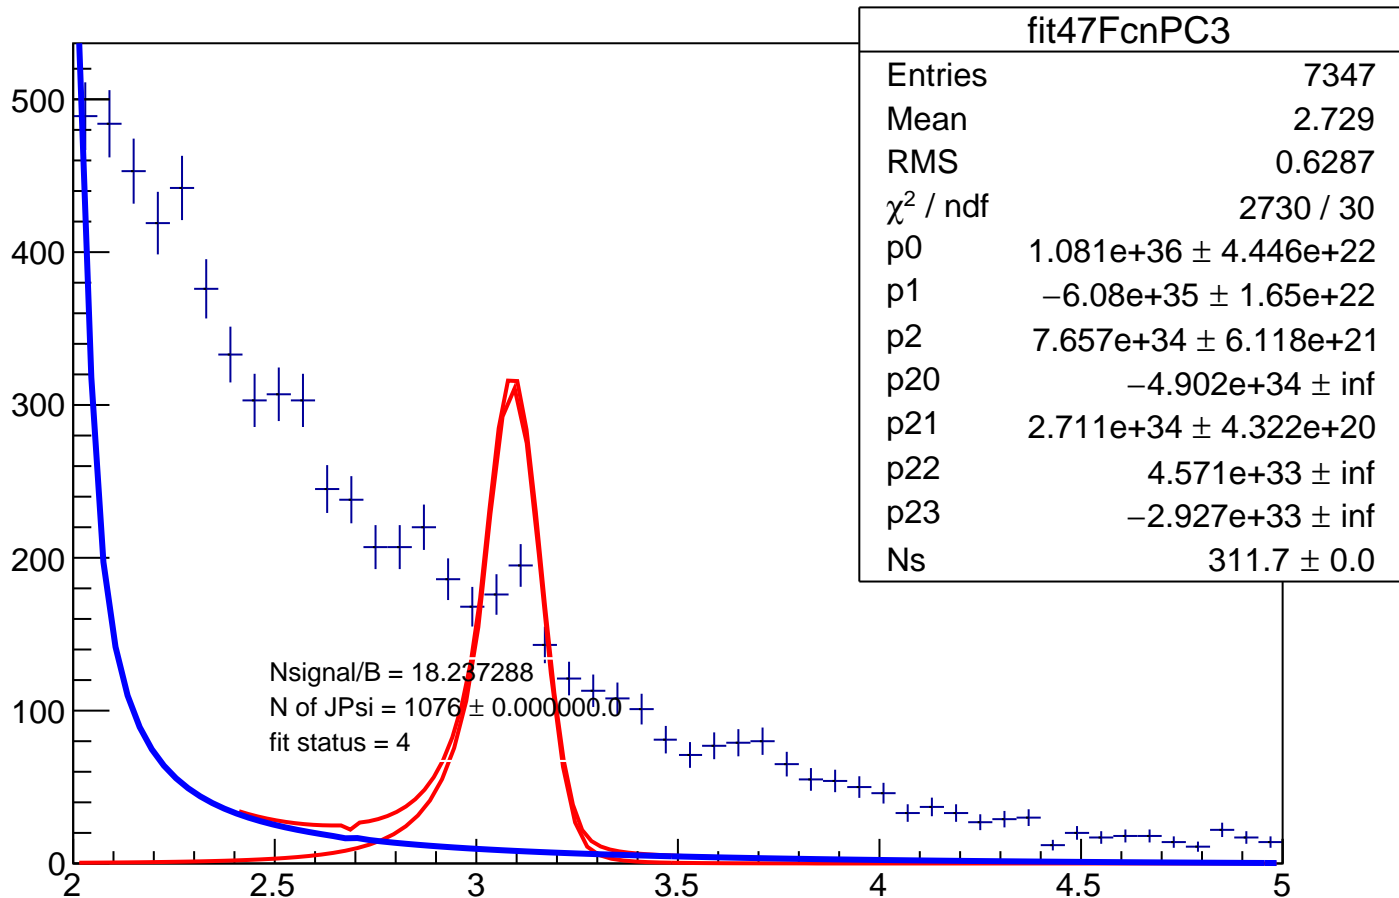 fit47FcnPC3
Entries 7347
Mean 2.729
RMS 0.6287
χ² / ndf 2730 / 30
p0 1.081e+36 ± 4.446e+22
p1 −6.08e+35 ± 1.65e+22
p2 7.657e+34 ± 6.118e+21
p20 −4.902e+34 ± inf
p21 2.711e+34 ± 4.322e+20
p22 4.571e+33 ± inf
p23 −2.927e+33 ± inf
Ns 311.7 ± 0.0
500
400
300
200
100
0
Nsignal/B = 18.237288
N of JPsi = 1076 ± 0.000000.0
fit status = 4
2 2.5 3 3.5 4 4.5 5